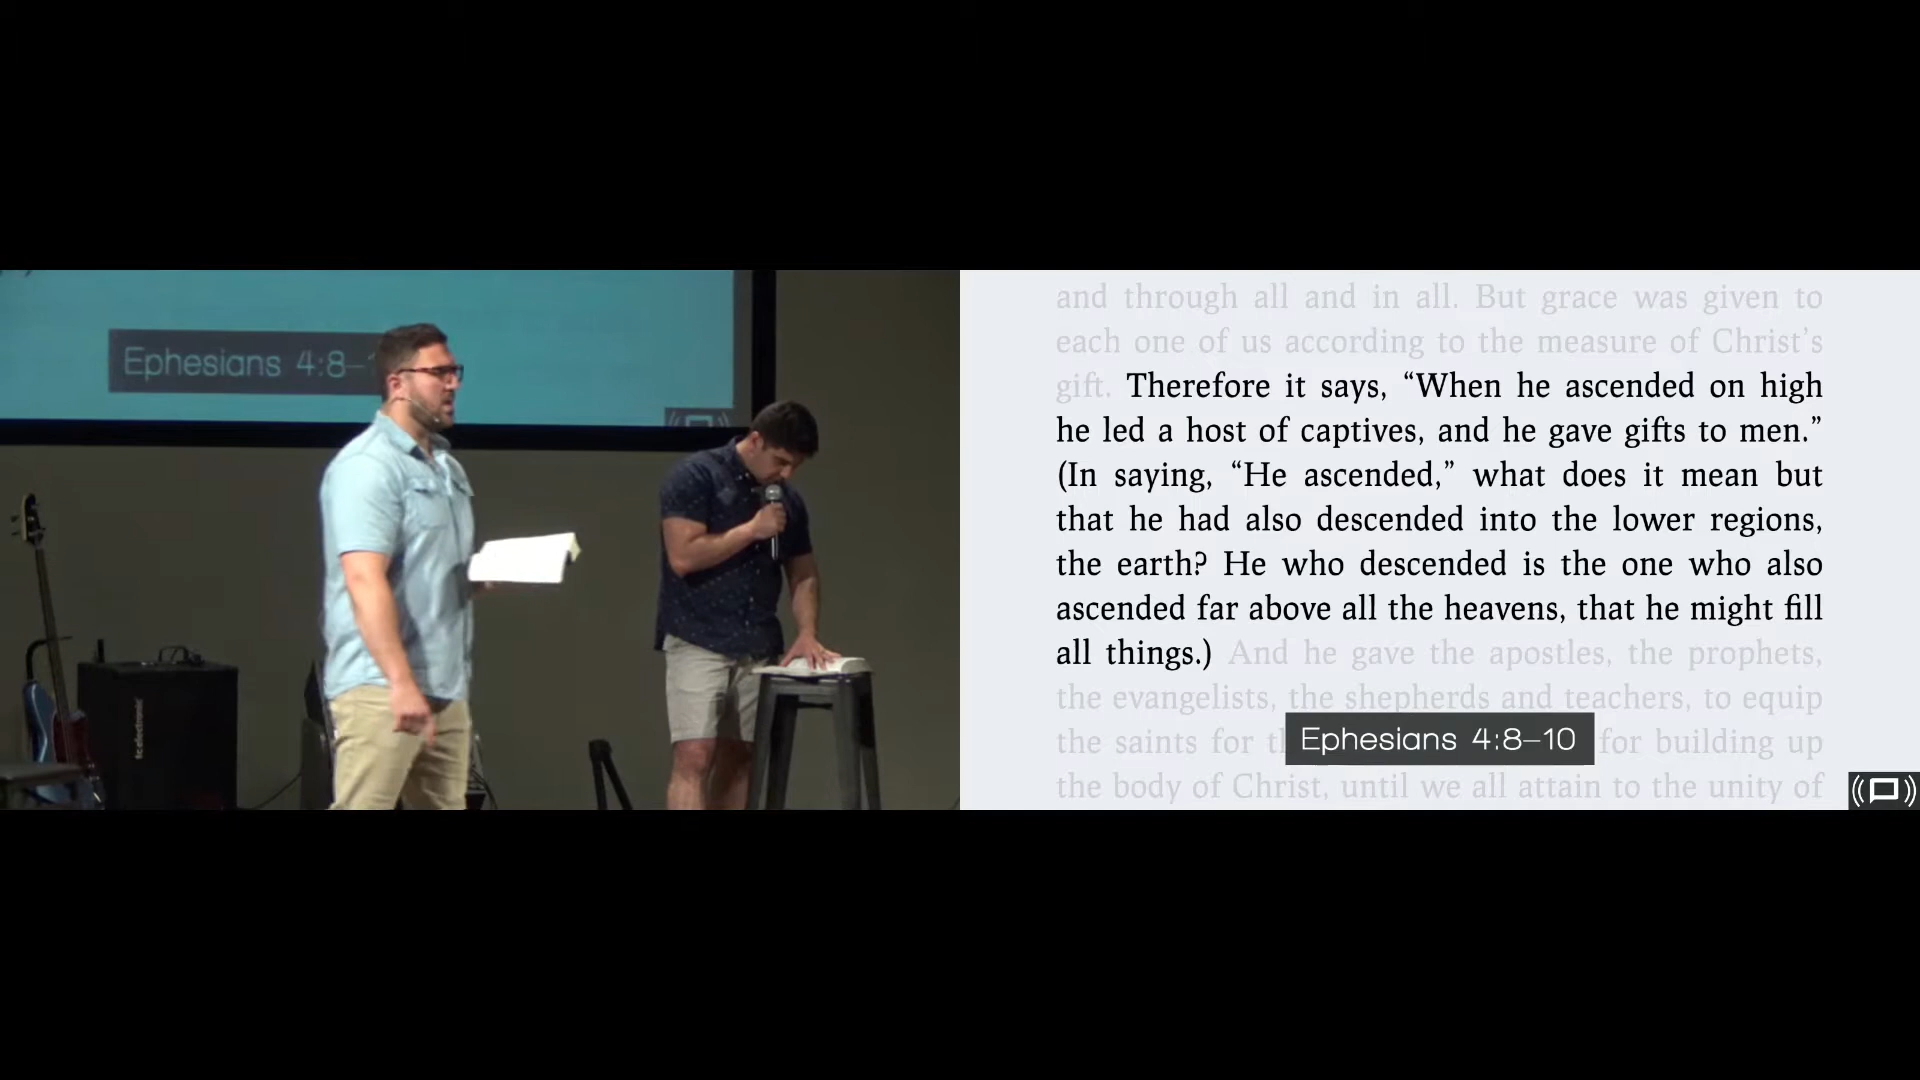 Ephesians 4:8–1
tc electronic
and through all and in all. But grace was given to
each one of us according to the measure of Christ’s
gift. Therefore it says, “When he ascended on high
he led a host of captives, and he gave gifts to men.”
(In saying, “He ascended,” what does it mean but
that he had also descended into the lower regions,
the earth? He who descended is the one who also
ascended far above all the heavens, that he might fill
all things.) And he gave the apostles, the prophets,
the evangelists, the shepherds and teachers, to equip
the saints for for building up
Ephesians 4:8–10
the body of Christ, until we all attain to the unity of